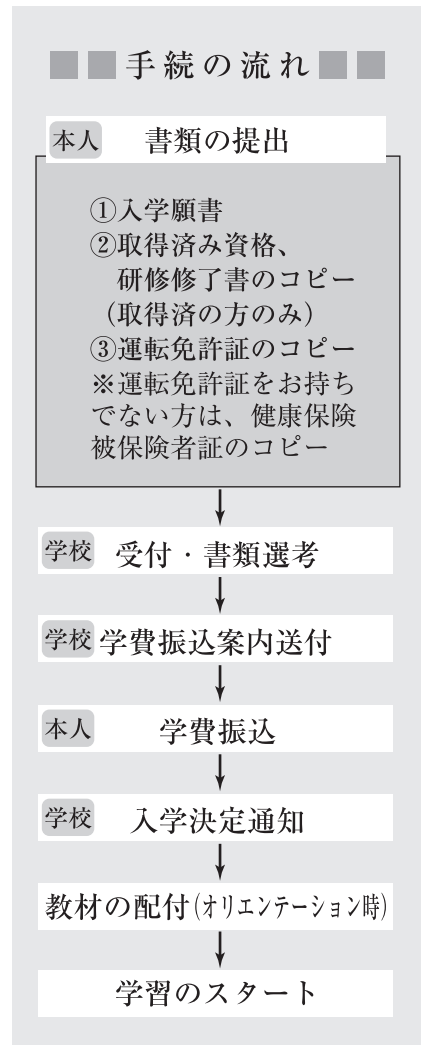 手続の流れ
本人 書類の提出
①入学願書
②取得済み資格、
研修修了書のコピー
（取得済の方のみ）
③運転免許証のコピー
※運転免許証をお持ち
でない方は、健康保険
被保険者証のコピー
学校 受付・書類選考
学校 学費振込案内送付
本人 学費振込
学校 入学決定通知
教材の配付(オリエンテーション時)
学習のスタート